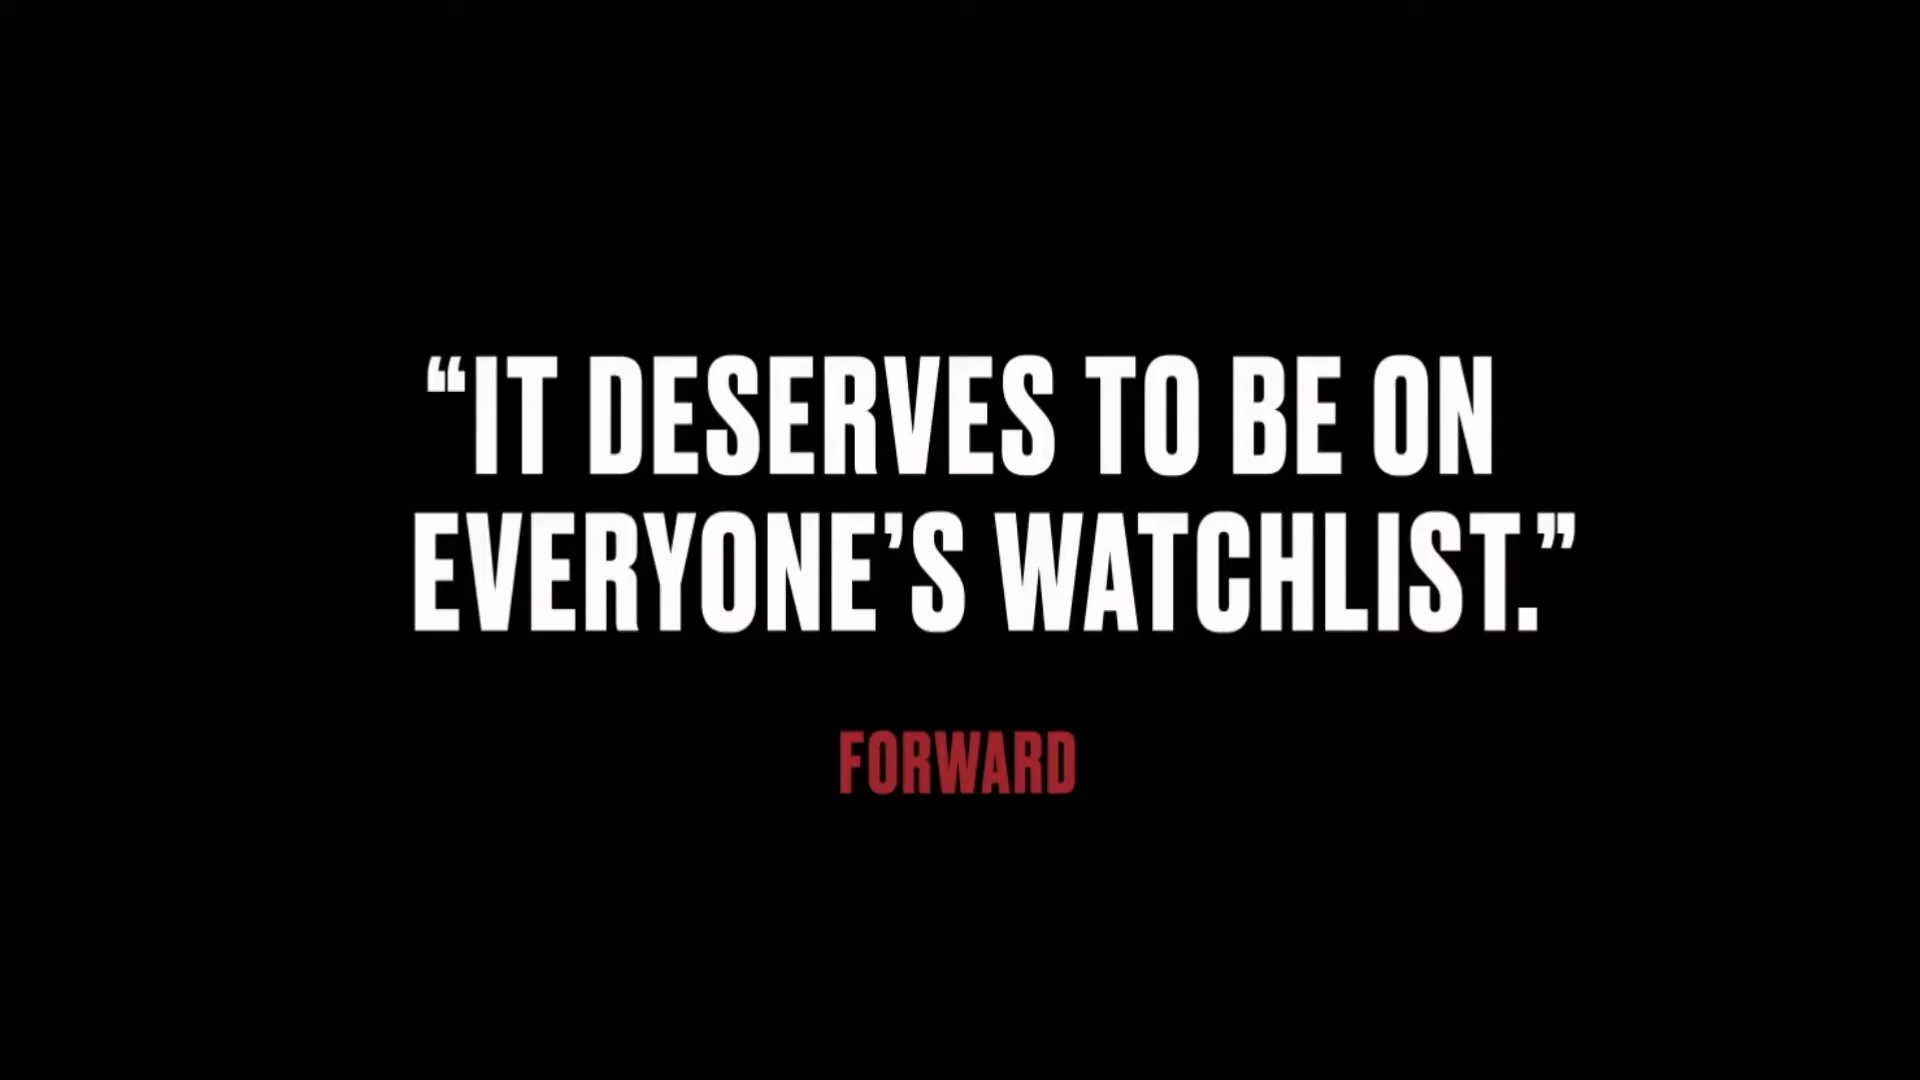 “IT DESERVES TO BE ON
EVERYONE’S WATCHLIST.”
FORWARD